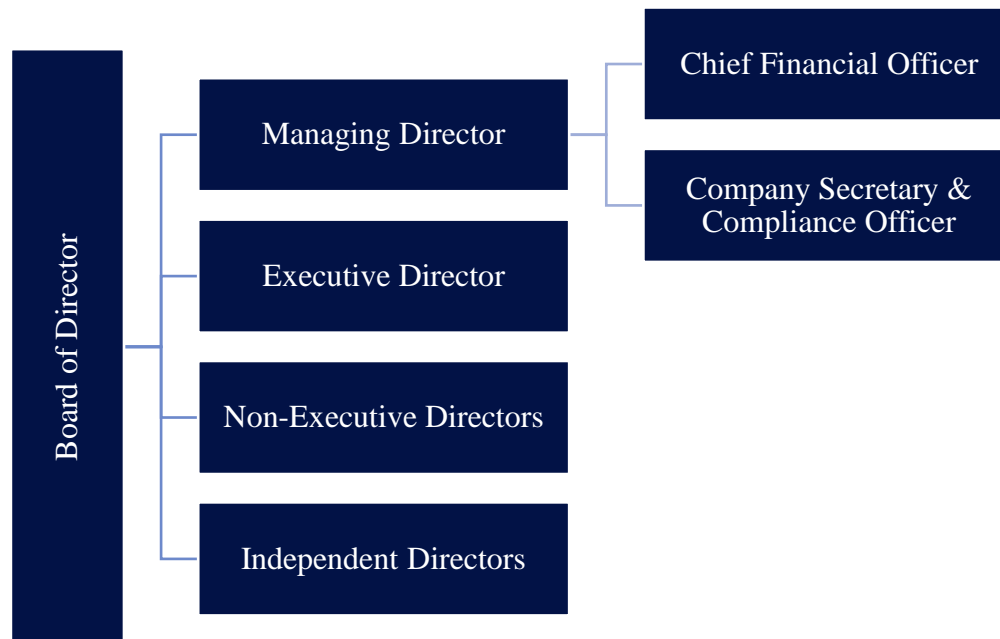 Board of Director
Managing Director
Executive Director
Non-Executive Directors
Independent Directors
Chief Financial Officer
Company Secretary &
Compliance Officer